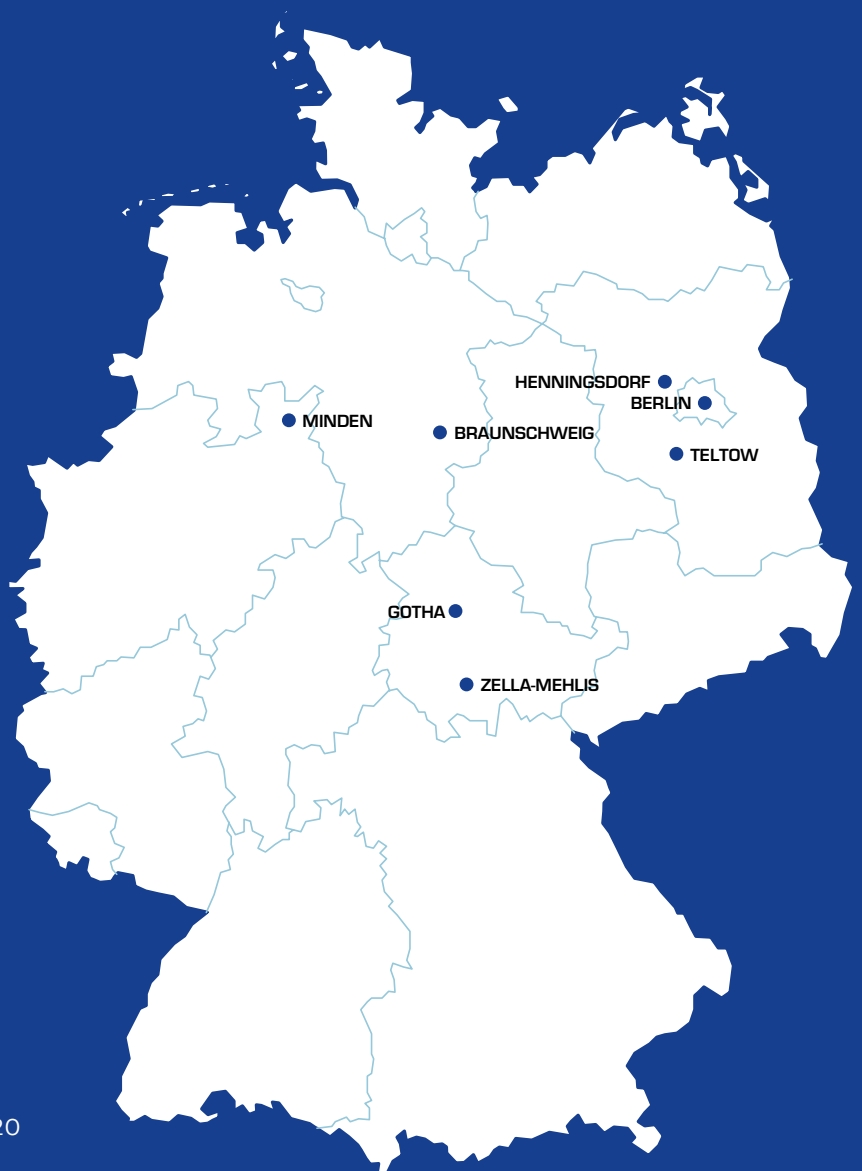 HENNINGSDORF
BERLIN
MINDEN
BRAUNSCHWEIG
TELTOW
GOTHA
ZELLA-MEHLIS
20